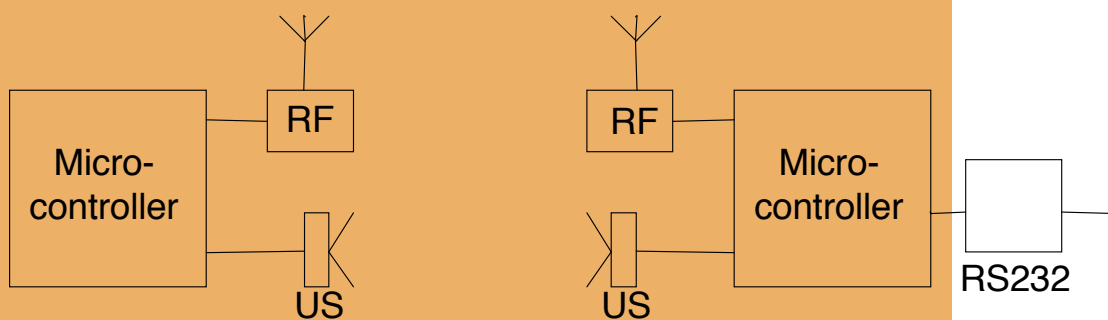 RF
RF
Micro-
controller
Micro-
controller
US
US
RS232